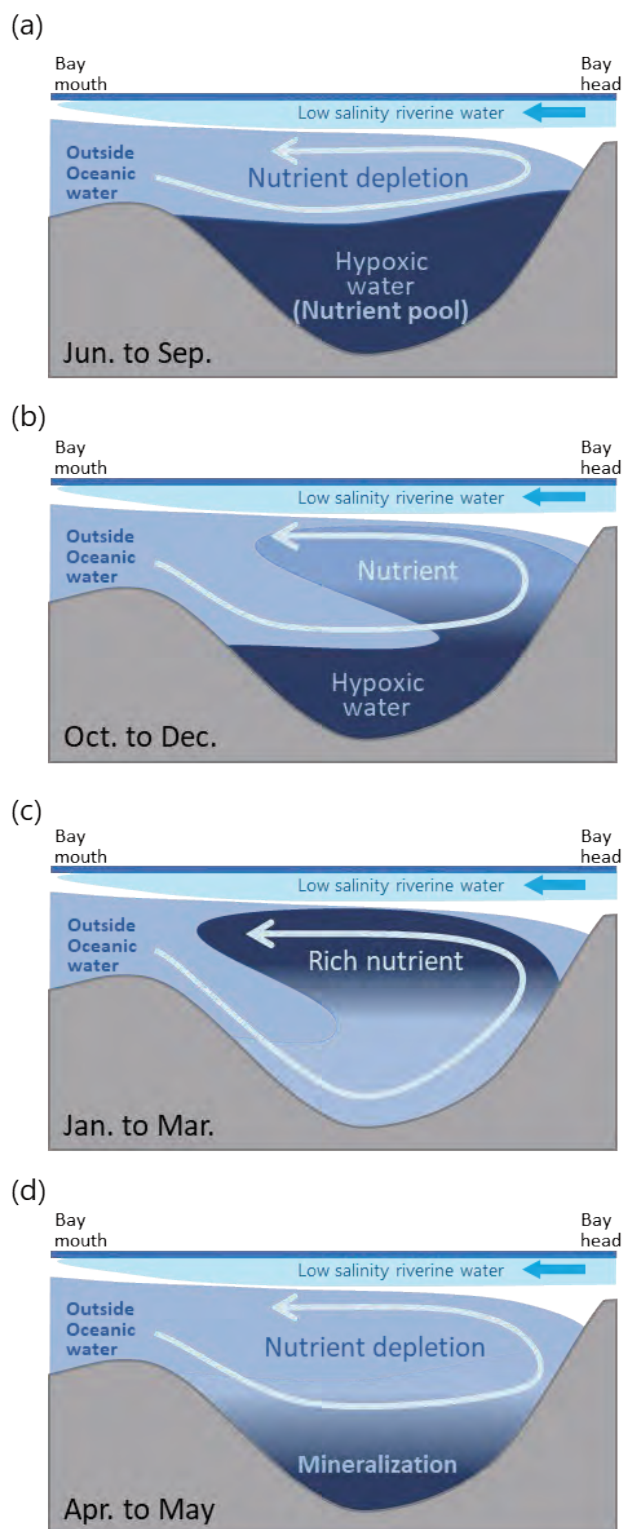 (a)
Bay
mouth
Bay
head
Low salinity riverine water
Outside
Oceanic
water
Nutrient depletion
Hypoxic
water
(Nutrient pool)
Jun. to Sep.
(b)
Bay
mouth
Bay
head
Low salinity riverine water
Outside
Oceanic
water
Nutrient
Hypoxic
water
Oct. to Dec.
(c)
Bay
mouth
Bay
head
Low salinity riverine water
Outside
Oceanic
water
Rich nutrient
Jan. to Mar.
(d)
Bay
mouth
Bay
head
Low salinity riverine water
Outside
Oceanic
water
Nutrient depletion
Mineralization
Apr. to May